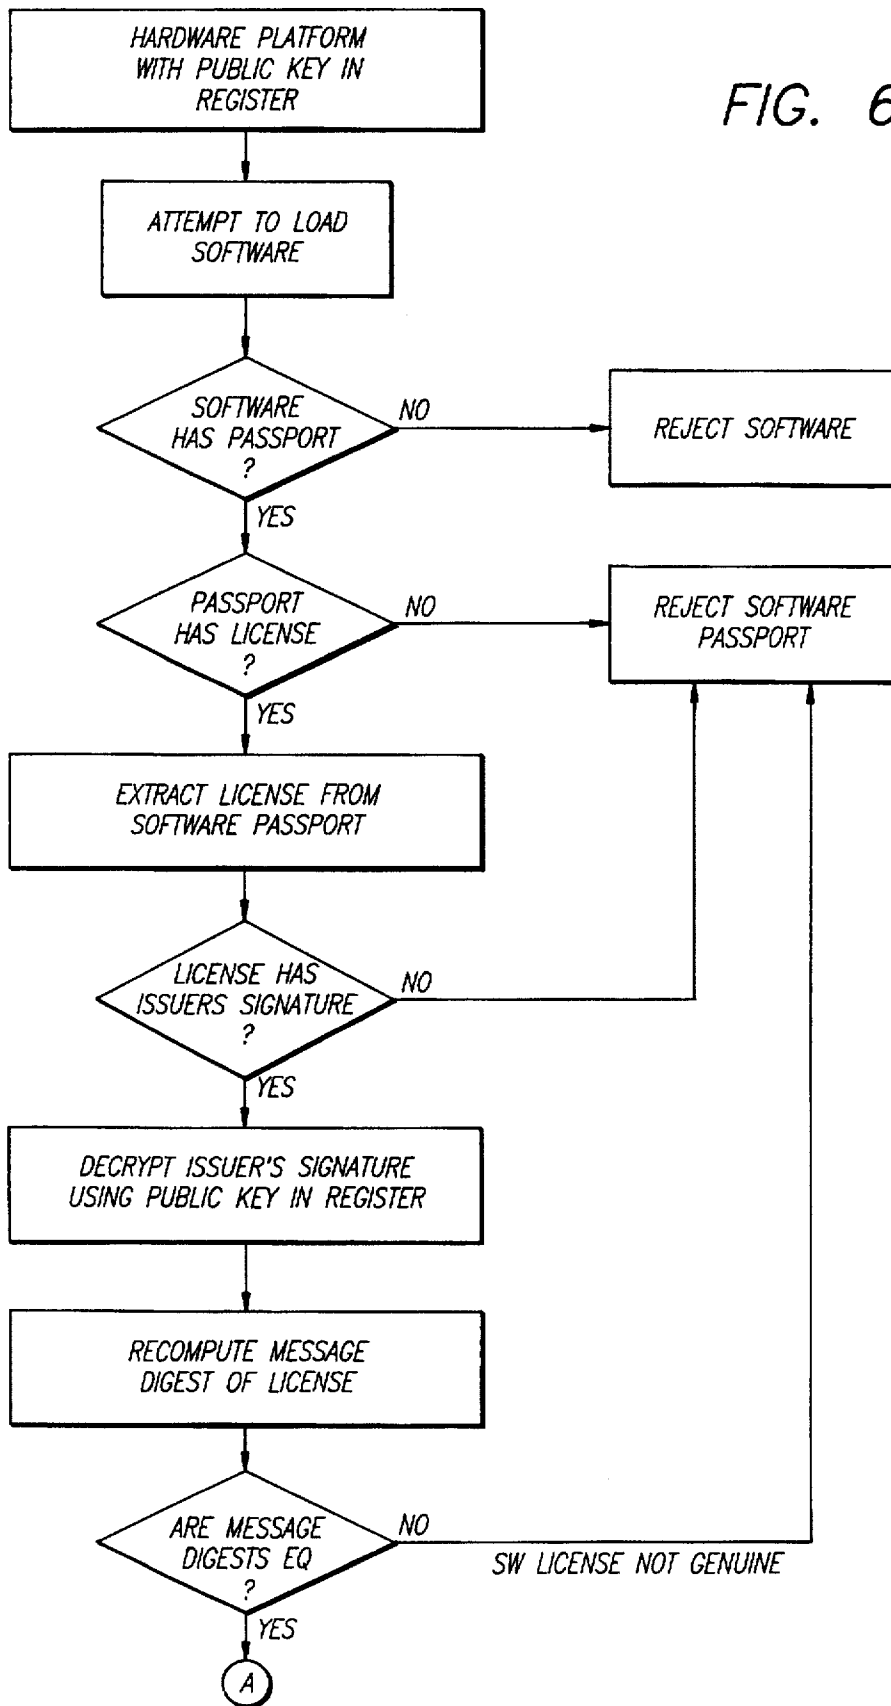 HARDWARE PLATFORM
WITH PUBLIC KEY IN
REGISTER
FIG. 6
ATTEMPT TO LOAD
SOFTWARE
SOFTWARE
HAS PASSPORT
?
NO
REJECT SOFTWARE
YES
PASSPORT
HAS LICENSE
?
NO
REJECT SOFTWARE
PASSPORT
YES
EXTRACT LICENSE FROM
SOFTWARE PASSPORT
LICENSE HAS
ISSUERS SIGNATURE
?
NO
YES
DECRYPT ISSUER'S SIGNATURE
USING PUBLIC KEY IN REGISTER
RECOMPUTE MESSAGE
DIGEST OF LICENSE
ARE MESSAGE
DIGESTS EQ
?
NO
SW LICENSE NOT GENUINE
YES
A